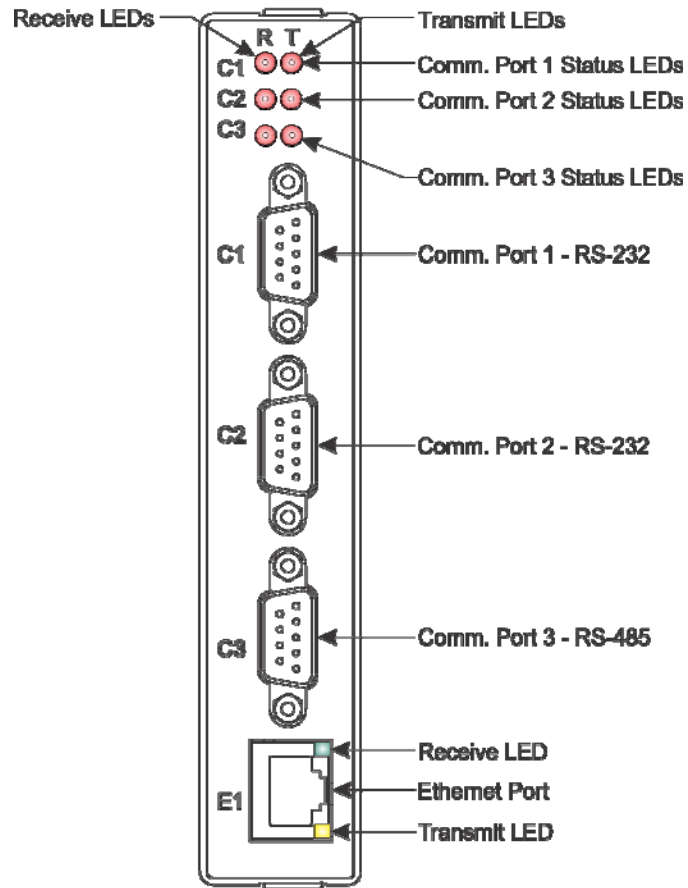 Receive LEDs
R T
Transmit LEDs
C1
Comm. Port 1 Status LEDs
C2
Comm. Port 2 Status LEDs
C3
Comm. Port 3 Status LEDs
C1
Comm. Port 1 - RS-232
C2
Comm. Port 2 - RS-232
C3
Comm. Port 3 - RS-485
Receive LED
E1
Ethernet Port
Transmit LED